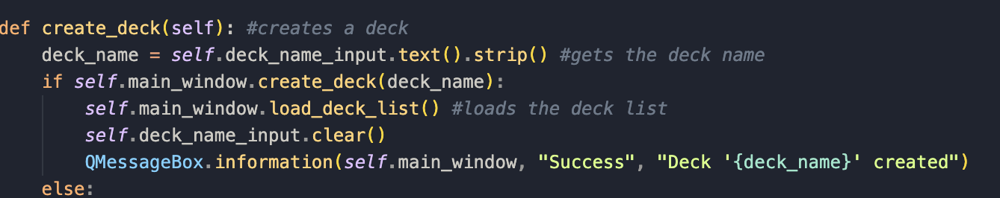 def create_deck(self): #creates a deck
    deck_name = self.deck_name_input.text().strip() #gets the deck name
    if self.main_window.create_deck(deck_name):
        self.main_window.load_deck_list() #loads the deck list
        self.deck_name_input.clear()
        QMessageBox.information(self.main_window, "Success", "Deck '{deck_name}' created")
    else: